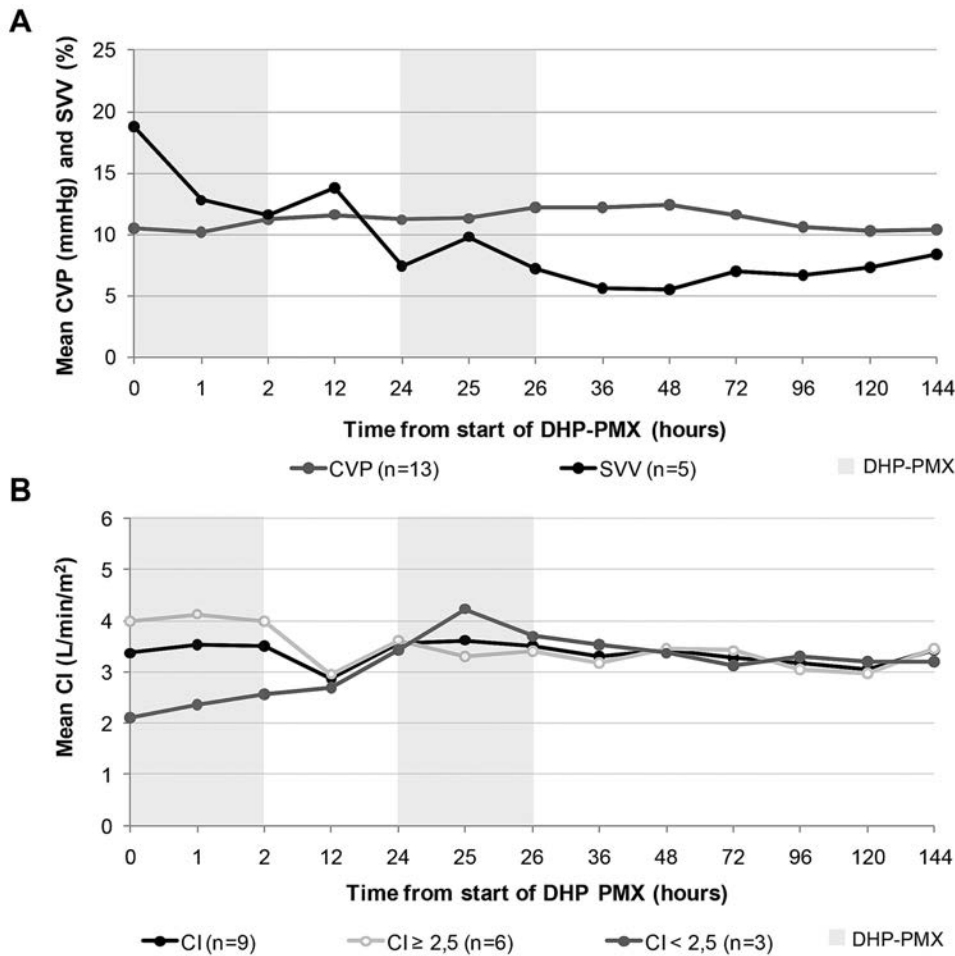 A
Mean CVP (mmHg) and SVV (%)
25
20
15
10
5
0
0 1 2 12 24 25 26 36 48 72 96 120 144
Time from start of DHP-PMX (hours)
CVP (n=13) SVV (n=5) DHP-PMX
B
Mean CI (L/min/m²)
6
5
4
3
2
1
0
0 1 2 12 24 25 26 36 48 72 96 120 144
Time from start of DHP PMX (hours)
CI (n=9) CI ≥ 2,5 (n=6) CI < 2,5 (n=3) DHP-PMX